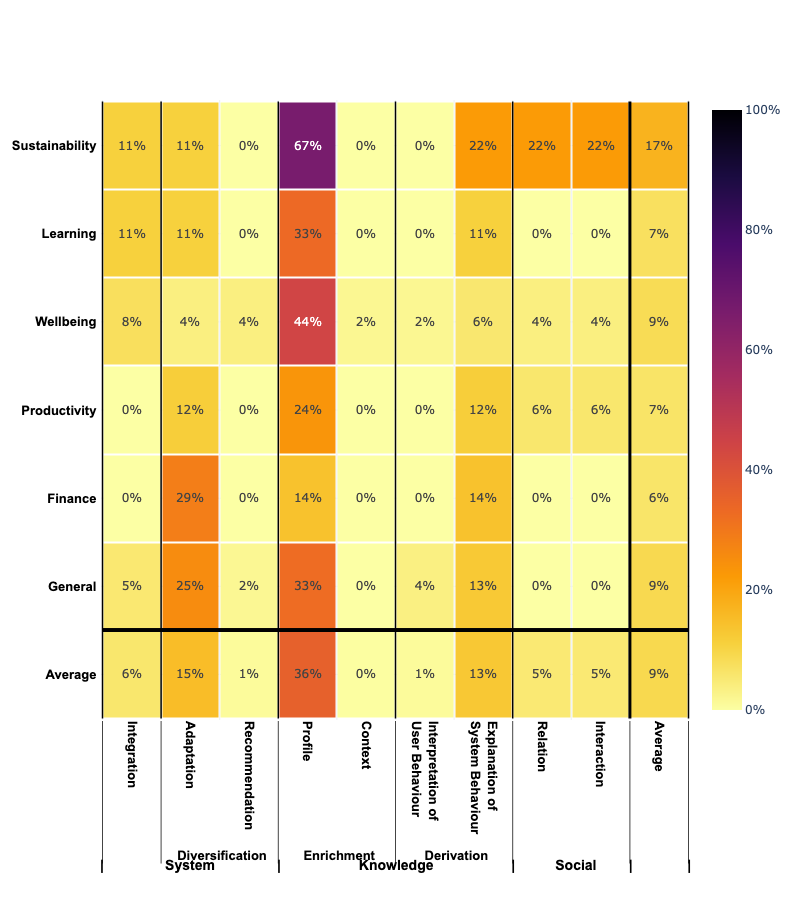 100%
Sustainability 11% 11% 0% 67% 0% 0% 22% 22% 22% 17%
Learning 11% 11% 0% 33% 0% 0% 11% 0% 0% 7%
80%
Wellbeing 8% 4% 4% 44% 2% 2% 6% 4% 4% 9%
60%
Productivity 0% 12% 0% 24% 0% 0% 12% 6% 6% 7%
40%
Finance 0% 29% 0% 14% 0% 0% 14% 0% 0% 6%
General 5% 25% 2% 33% 0% 4% 13% 0% 0% 9%
20%
Average 6% 15% 1% 36% 0% 1% 13% 5% 5% 9%
0%
Integration
Adaptation
Recommendation
Profile
Context
Interpretation of
User Behaviour
Explanation of
System Behaviour
Relation
Interaction
Average
Diversification Enrichment Derivation
System Knowledge Social